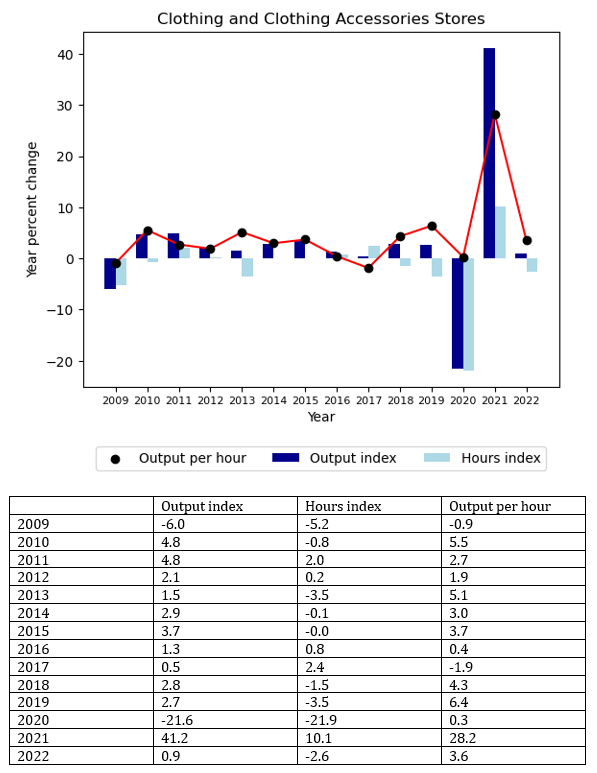 Clothing and Clothing Accessories Stores
Year percent change
40
30
20
10
0
−10
−20
2009 2010 2011 2012 2013 2014 2015 2016 2017 2018 2019 2020 2021 2022
Year
Output per hour Output index Hours index
Output index Hours index Output per hour
2009 -6.0 -5.2 -0.9
2010 4.8 -0.8 5.5
2011 4.8 2.0 2.7
2012 2.1 0.2 1.9
2013 1.5 -3.5 5.1
2014 2.9 -0.1 3.0
2015 3.7 -0.0 3.7
2016 1.3 0.8 0.4
2017 0.5 2.4 -1.9
2018 2.8 -1.5 4.3
2019 2.7 -3.5 6.4
2020 -21.6 -21.9 0.3
2021 41.2 10.1 28.2
2022 0.9 -2.6 3.6